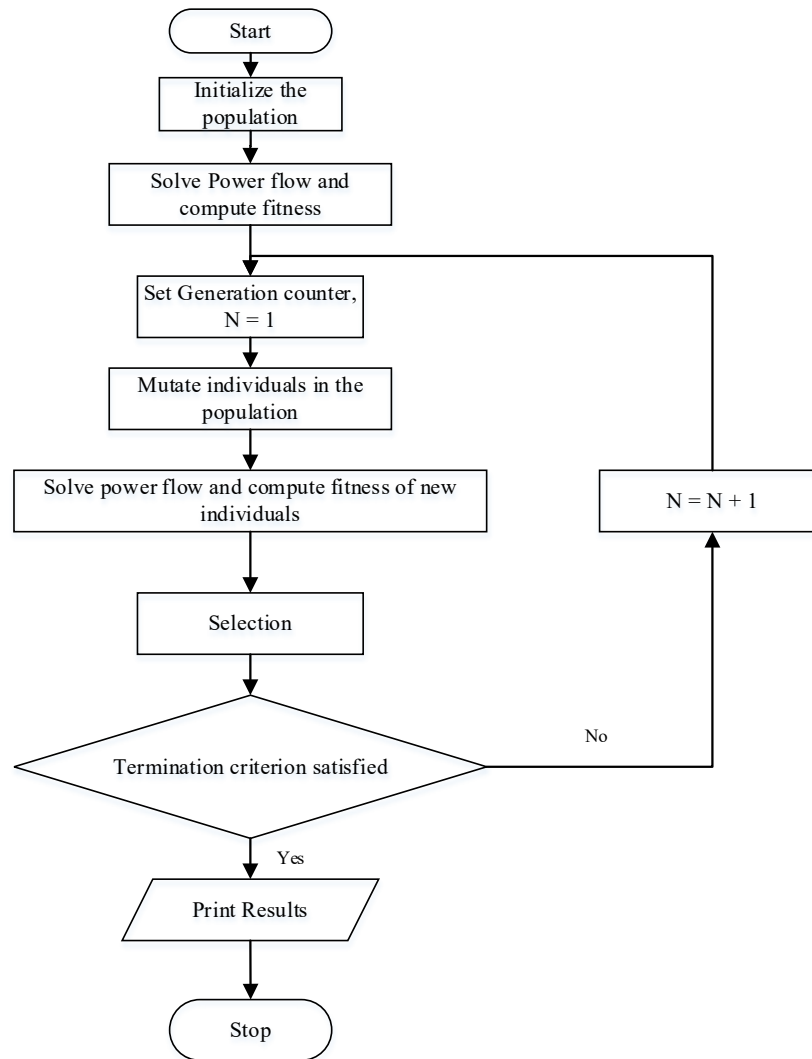 Start
Initialize the
population
Solve Power flow and
compute fitness
Set Generation counter,
N = 1
Mutate individuals in the
population
Solve power flow and compute fitness of new
individuals
N = N + 1
Selection
No
Termination criterion satisfied
Yes
Print Results
Stop